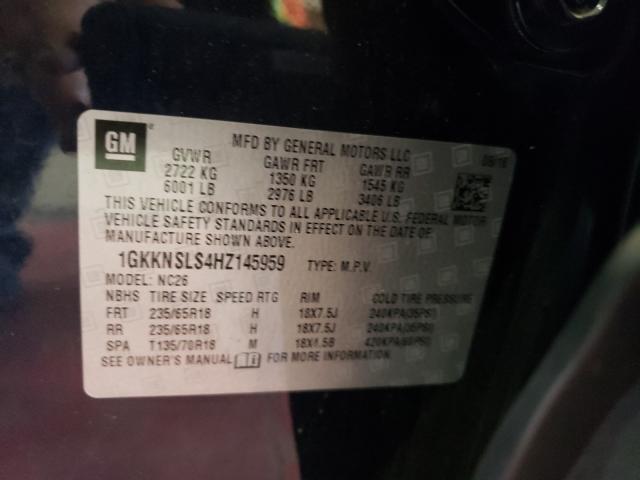 GM
MFD BY GENERAL MOTORS LLC
GVWR GAWR FRT GAWR RR
2722 KG 1350 KG 1545 KG
6001 LB 2976 LB 3406 LB
THIS VEHICLE CONFORMS TO ALL APPLICABLE U.S. FEDERAL MOTOR
VEHICLE SAFETY STANDARDS IN EFFECT ON THE DATE OF
MANUFACTURE SHOWN ABOVE.
1GKKNSLS4HZ145959 TYPE: M.P.V.
MODEL: NC26
NBHS TIRE SIZE SPEED RTG RIM COLD TIRE PRESSURE
FRT 235/65R18 H 18X7.5J 240KPA(35PSI)
RR 235/65R18 H 18X7.5J 240KPA(35PSI)
SPA T135/70R18 M 18X4.5B 420KPA(60PSI)
SEE OWNER'S MANUAL FOR MORE INFORMATION